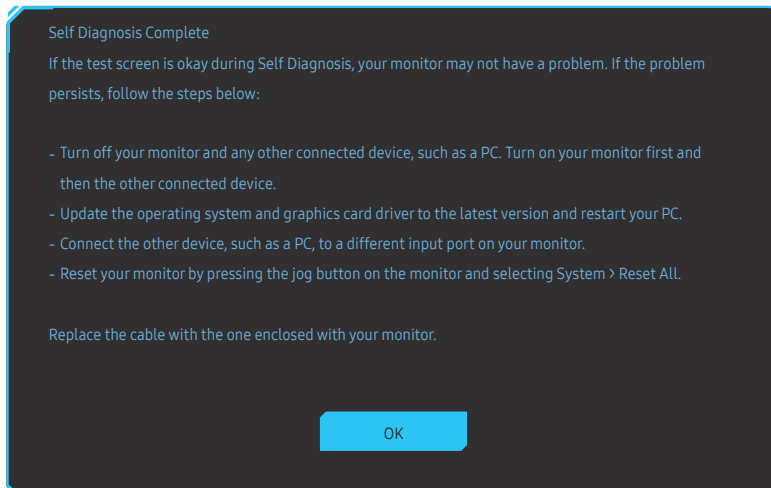 Self Diagnosis Complete
If the test screen is okay during Self Diagnosis, your monitor may not have a problem. If the problem
persists, follow the steps below:
- Turn off your monitor and any other connected device, such as a PC. Turn on your monitor first and
then the other connected device.
- Update the operating system and graphics card driver to the latest version and restart your PC.
- Connect the other device, such as a PC, to a different input port on your monitor.
- Reset your monitor by pressing the jog button on the monitor and selecting System > Reset All.
Replace the cable with the one enclosed with your monitor.
OK